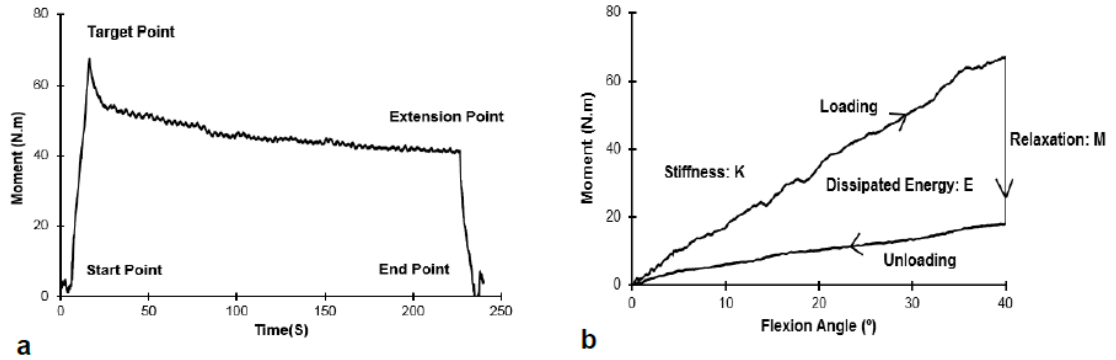 80
Target Point
60
Extension Point
40
20
Start Point
End Point
0
0
50
100
150
200
250
Moment (N.m)
Time(S)
a
80
60
Loading
Relaxation: M
40
Stiffness: K
Dissipated Energy: E
20
Unloading
0
0
10
20
30
40
Moment (N.m)
Flexion Angle (º)
b